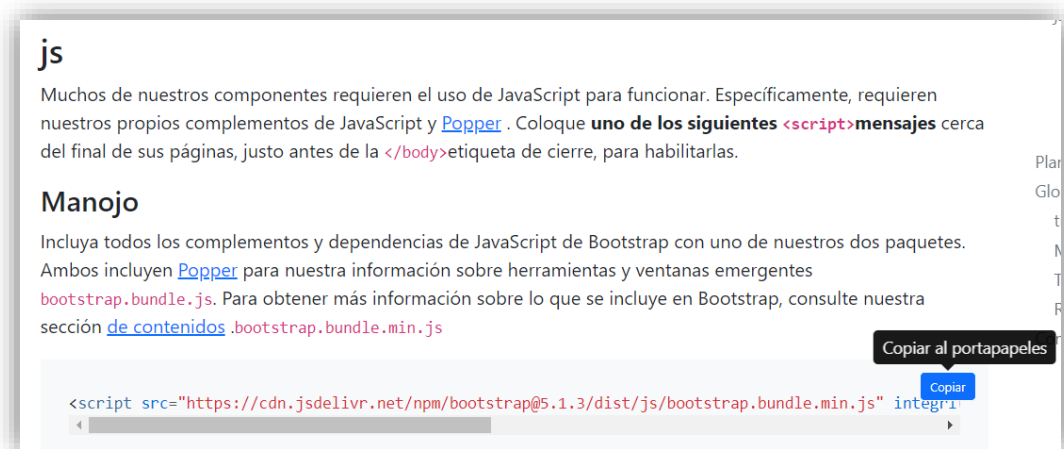 js
Muchos de nuestros componentes requieren el uso de JavaScript para funcionar. Específicamente, requieren
nuestros propios complementos de JavaScript y Popper . Coloque uno de los siguientes <script>mensajes cerca
del final de sus páginas, justo antes de la </body>etiqueta de cierre, para habilitarlas.
Manojo
Incluya todos los complementos y dependencias de JavaScript de Bootstrap con uno de nuestros dos paquetes.
Ambos incluyen Popper para nuestra información sobre herramientas y ventanas emergentes
bootstrap.bundle.js. Para obtener más información sobre lo que se incluye en Bootstrap, consulte nuestra
sección de contenidos .bootstrap.bundle.min.js
Copiar al portapapeles
Copiar
<script src="https://cdn.jsdelivr.net/npm/bootstrap@5.1.3/dist/js/bootstrap.bundle.min.js" integri
Plan
Glo